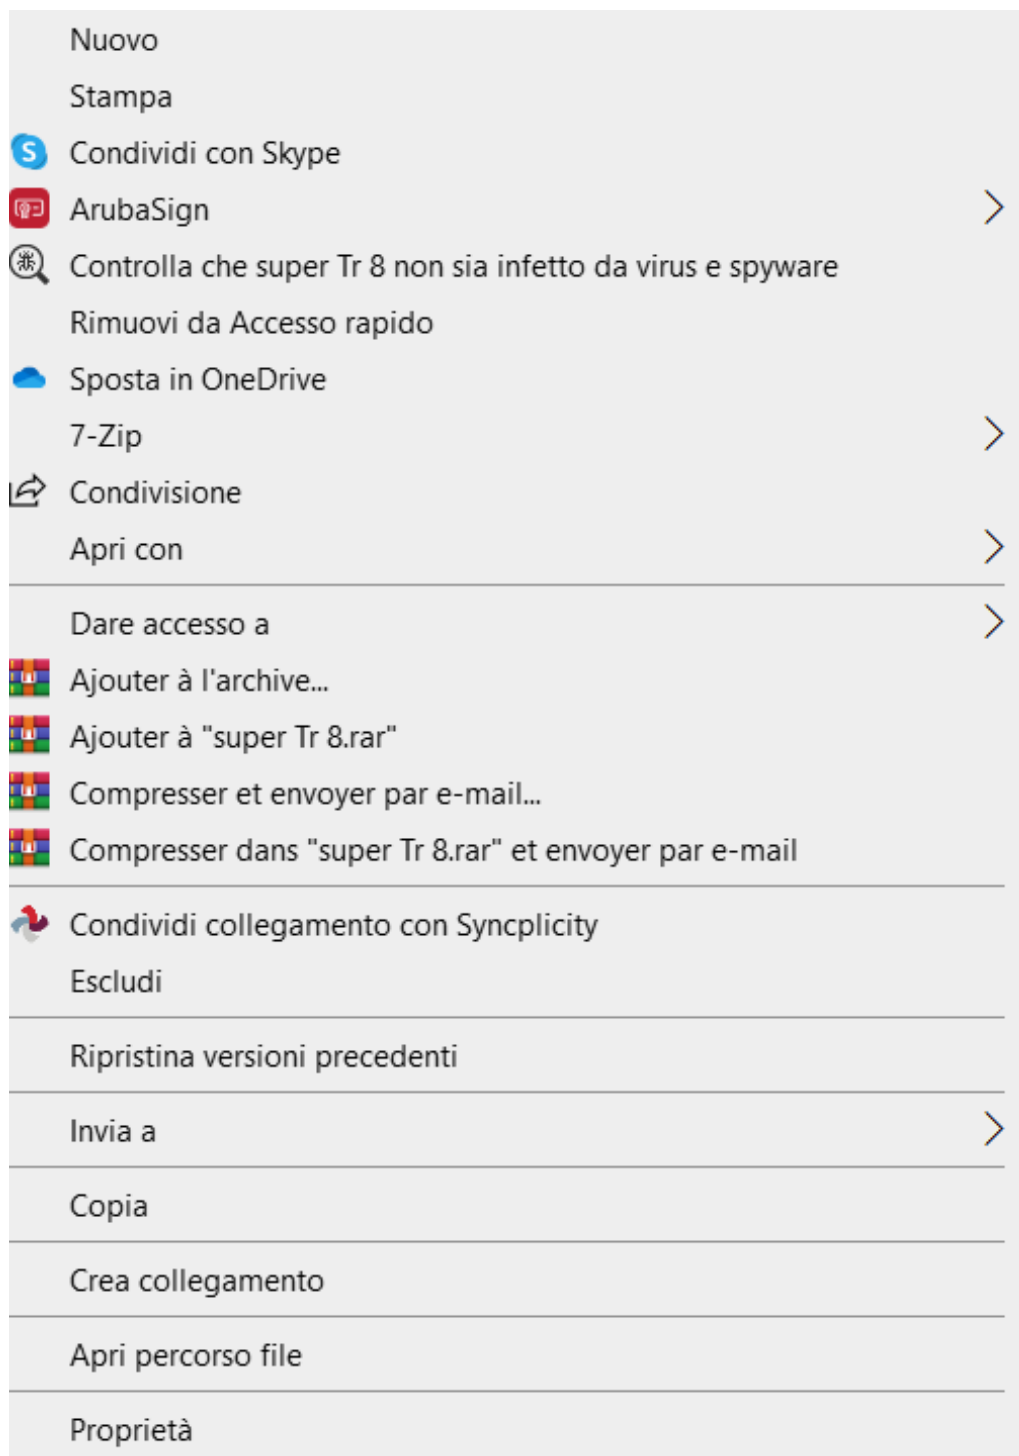 Nuovo
Stampa
Condividi con Skype
ArubaSign
Controlla che super Tr 8 non sia infetto da virus e spyware
Rimuovi da Accesso rapido
Sposta in OneDrive
7-Zip
Condivisione
Apri con
Dare accesso a
Ajouter à l'archive...
Ajouter à "super Tr 8.rar"
Compresser et envoyer par e-mail...
Compresser dans "super Tr 8.rar" et envoyer par e-mail
Condividi collegamento con Syncplicity
Escludi
Ripristina versioni precedenti
Invia a
Copia
Crea collegamento
Apri percorso file
Proprietà